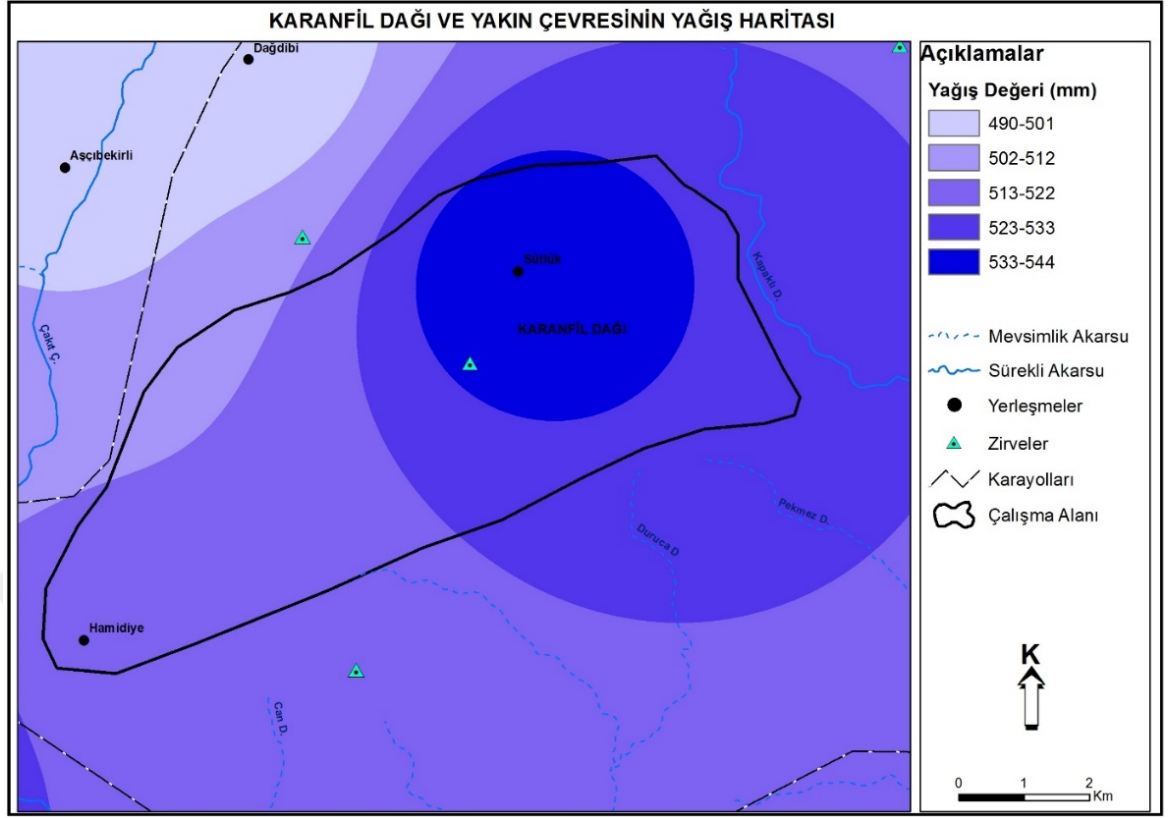 KARANFİL DAĞI VE YAKIN ÇEVRESİNİN YAĞIŞ HARİTASI
Dağdibi
Aşçıbekirli
Sütlük
Kapaklı D.
KARANFİL DAĞI
Çakıt Ç.
Pekmez D.
Duruca D
Hamidiye
Can D.
Açıklamalar
Yağış Değeri (mm)
490-501
502-512
513-522
523-533
533-544
Mevsimlik Akarsu
Sürekli Akarsu
Yerleşmeler
Zirveler
Karayolları
Çalışma Alanı
K
0 1 2
Km